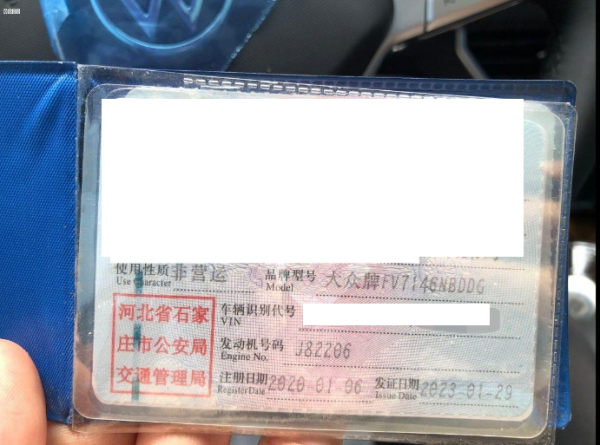 使用性质 非营运 品牌型号 大众牌FV7146NBDDG
Use Character Model
河北省石家 车辆识别代号
VIN
庄市公安局 发动机号码 J82206
Engine No.
交通管理局 注册日期 2020-01-06 发证日期 2023-01-29
Register Date Issue Date